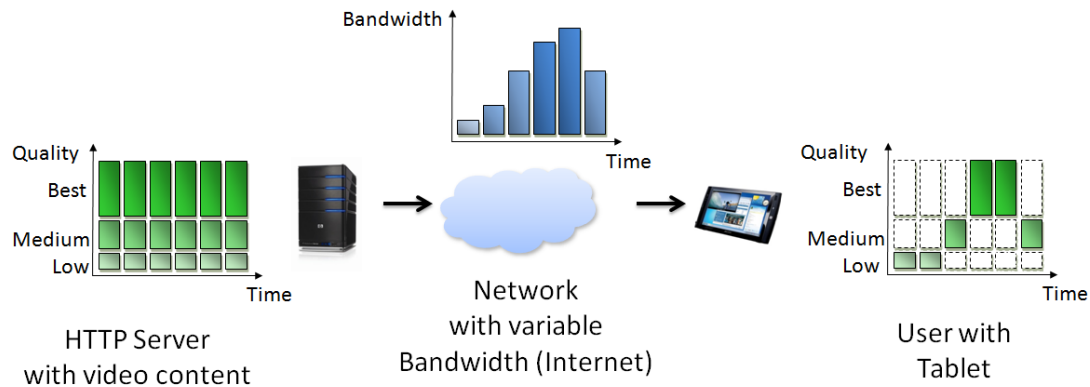 Bandwidth
Time
Quality
Best
Medium
Low
Time
HTTP Server
with video content
Network
with variable
Bandwidth (Internet)
Quality
Best
Medium
Low
Time
User with
Tablet